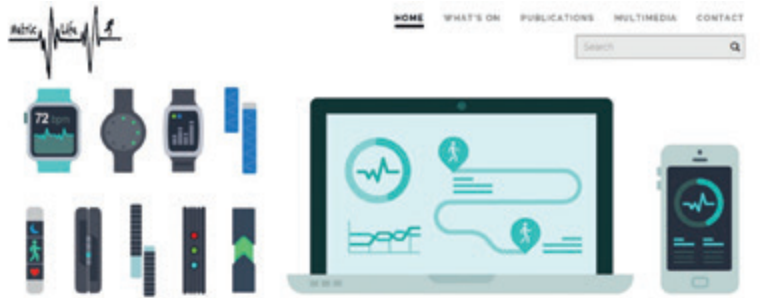 Metric Life
HOME WHAT'S ON PUBLICATIONS MULTIMEDIA CONTACT
Search
72 bpm